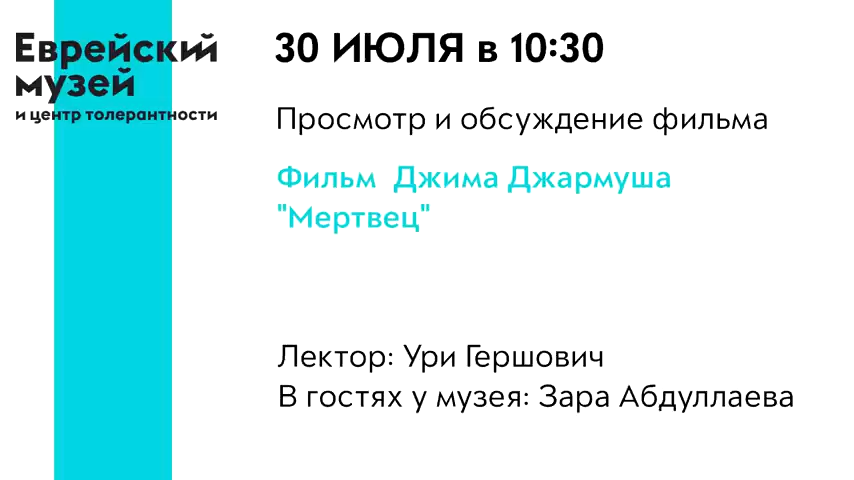 Еврейский
музей
и центр толерантности
30 ИЮЛЯ в 10:30
Просмотр и обсуждение фильма
Фильм Джима Джармуша
"Мертвец"
Лектор: Ури Гершович
В гостях у музея: Зара Абдуллаева